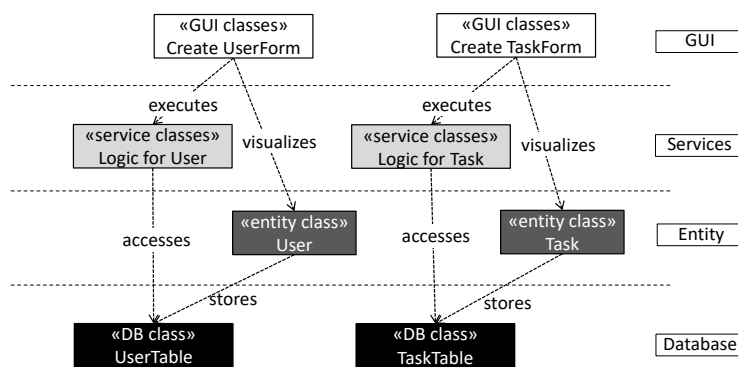 «GUI classes»
Create UserForm
«GUI classes»
Create TaskForm
GUI
executes
executes
«service classes»
Logic for User
visualizes
«service classes»
Logic for Task
visualizes
Services
«entity class»
User
«entity class»
Task
accesses
accesses
Entity
stores
stores
«DB class»
UserTable
«DB class»
TaskTable
Database